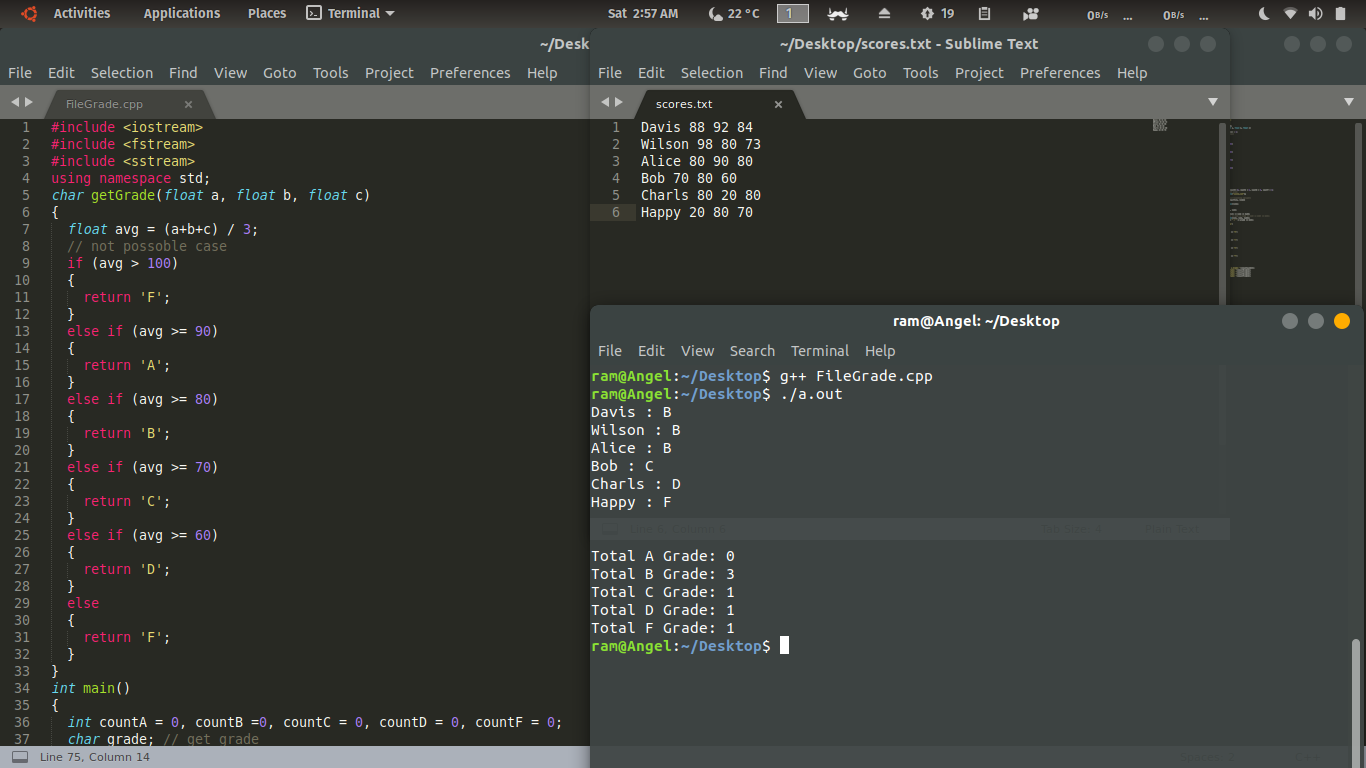 Activities Applications Places Terminal Sat 2:57 AM 22 °C 1 19 0B/s ... 0B/s ...
~/Desk
File Edit Selection Find View Goto Tools Project Preferences Help
FileGrade.cpp ×
1 #include <iostream>
2 #include <fstream>
3 #include <sstream>
4 using namespace std;
5 char getGrade(float a, float b, float c)
6 {
7 float avg = (a+b+c) / 3;
8 // not possoble case
9 if (avg > 100)
10 {
11 return 'F';
12 }
13 else if (avg >= 90)
14 {
15 return 'A';
16 }
17 else if (avg >= 80)
18 {
19 return 'B';
20 }
21 else if (avg >= 70)
22 {
23 return 'C';
24 }
25 else if (avg >= 60)
26 {
27 return 'D';
28 }
29 else
30 {
31 return 'F';
32 }
33 }
34 int main()
35 {
36 int countA = 0, countB =0, countC = 0, countD = 0, countF = 0;
37 char grade; // get grade
Line 75, Column 14
~/Desktop/scores.txt - Sublime Text
File Edit Selection Find View Goto Tools Project Preferences Help
scores.txt ×
1 Davis 88 92 84
2 Wilson 98 80 73
3 Alice 80 90 80
4 Bob 70 80 60
5 Charls 80 20 80
6 Happy 20 80 70
ram@Angel: ~/Desktop
File Edit View Search Terminal Help
ram@Angel:~/Desktop$ g++ FileGrade.cpp
ram@Angel:~/Desktop$ ./a.out
Davis : B
Wilson : B
Alice : B
Bob : C
Charls : D
Happy : F
Total A Grade: 0
Total B Grade: 3
Total C Grade: 1
Total D Grade: 1
Total F Grade: 1
ram@Angel:~/Desktop$